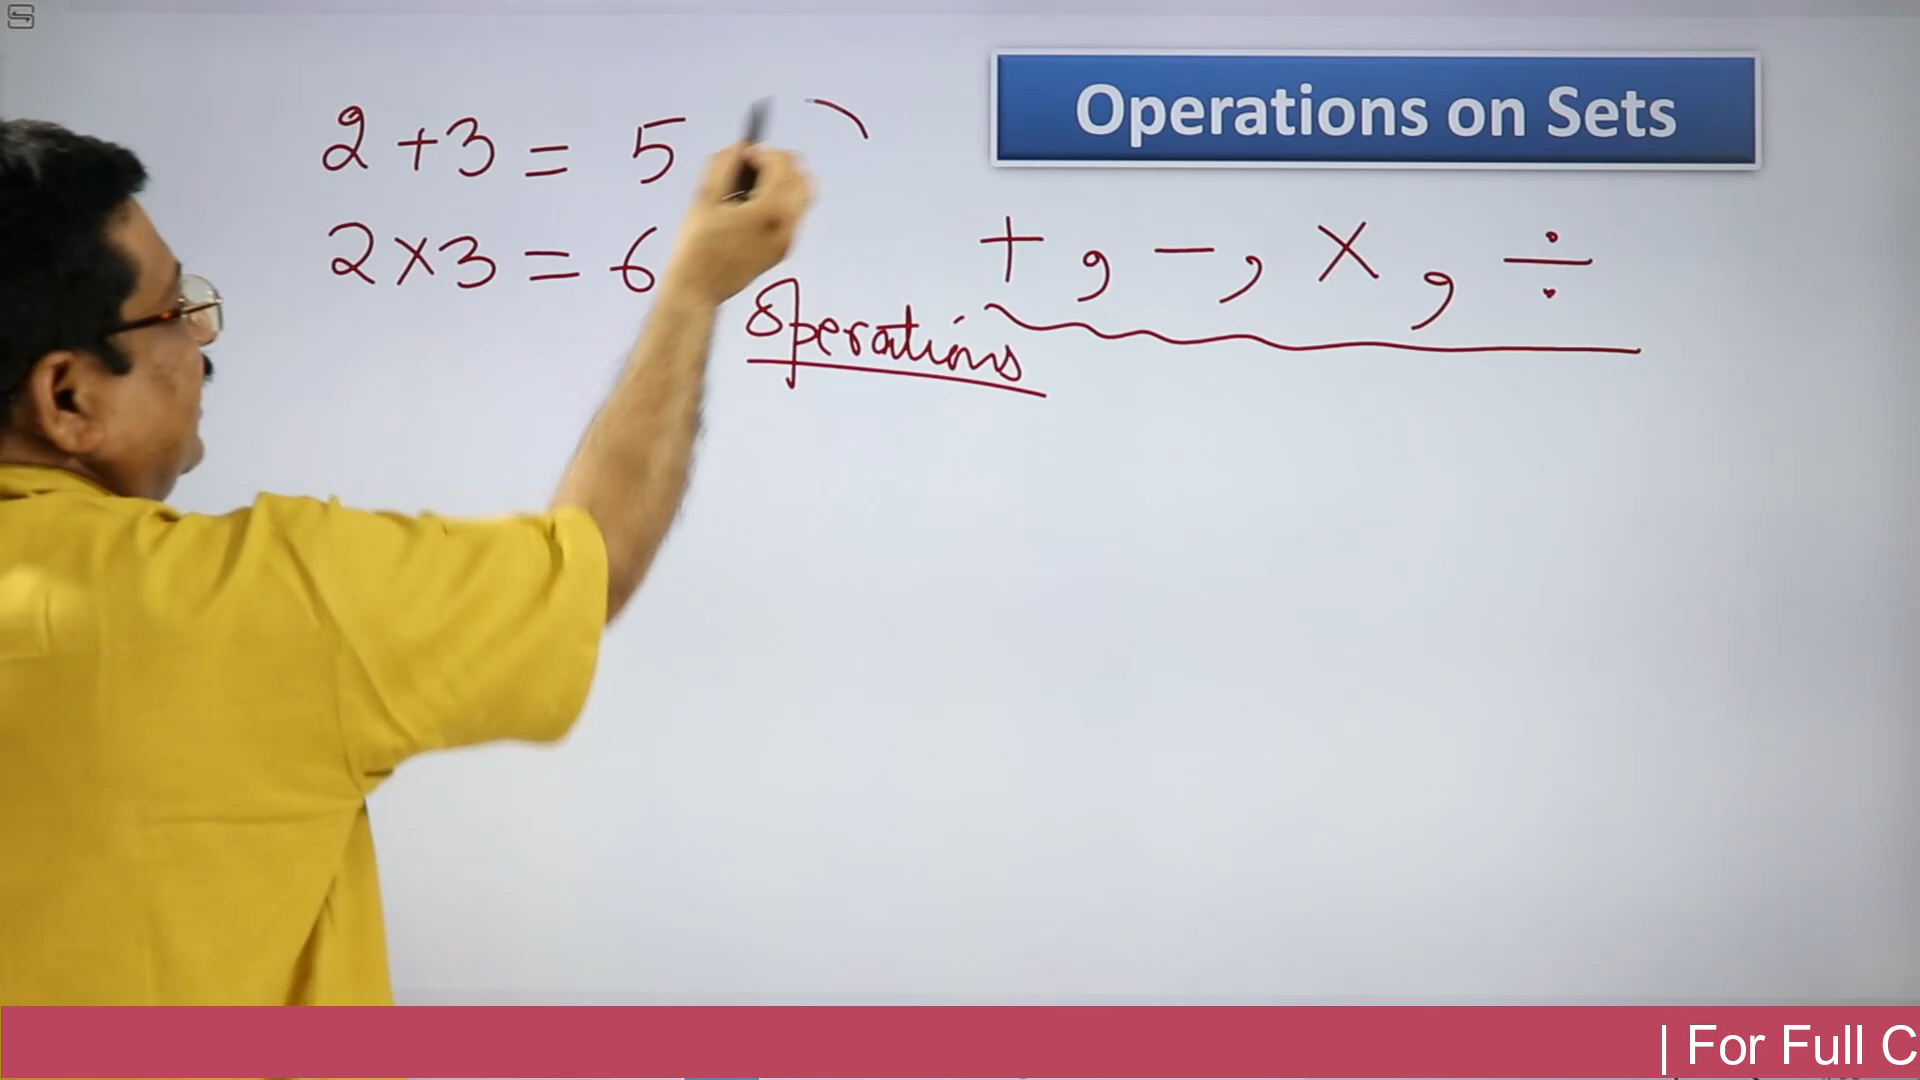 Operations on Sets
2 + 3 = 5
2 × 3 = 6
+, -, ×, ÷
Operations
| For Full C